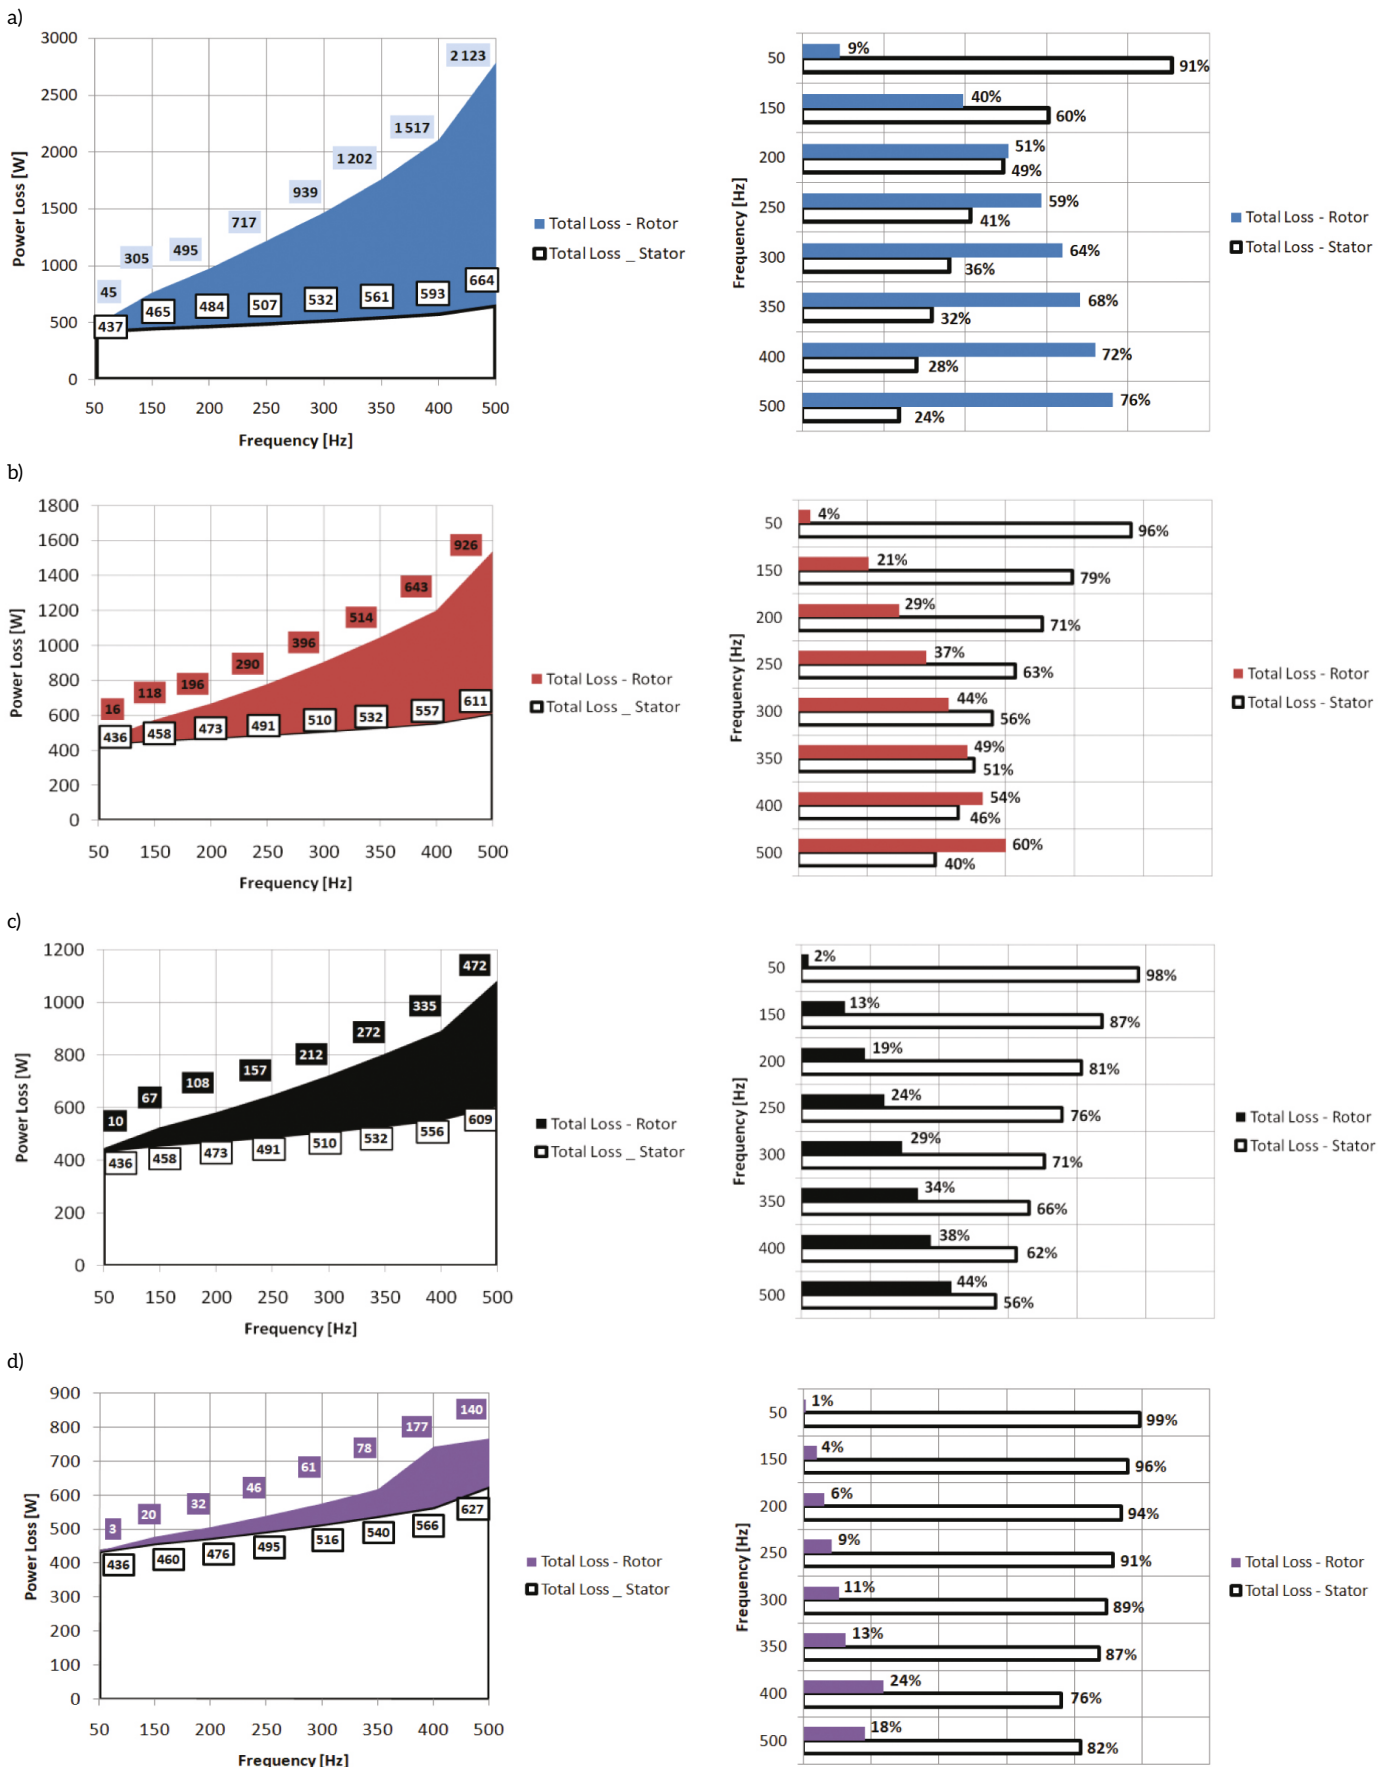 a)
3000
2500
2000
1500
1000
500
0
Power Loss [W]
2 123
1 517
1 202
939
717
495
305
45
437
465
484
507
532
561
593
664
50 150 200 250 300 350 400 500
Frequency [Hz]
Total Loss - Rotor
Total Loss _ Stator
Frequency [Hz]
50 9% 91%
150 40% 60%
200 51% 49%
250 59% 41%
300 64% 36%
350 68% 32%
400 72% 28%
500 76% 24%
Total Loss - Rotor
Total Loss - Stator
b)
1800
1600
1400
1200
1000
800
600
400
200
0
Power Loss [W]
926
643
514
396
290
196
118
16
436
458
473
491
510
532
557
611
50 150 200 250 300 350 400 500
Frequency [Hz]
Total Loss - Rotor
Total Loss _ Stator
Frequency [Hz]
50 4% 96%
150 21% 79%
200 29% 71%
250 37% 63%
300 44% 56%
350 49% 51%
400 54% 46%
500 60% 40%
Total Loss - Rotor
Total Loss - Stator
c)
1200
1000
800
600
400
200
0
Power Loss [W]
472
335
272
212
157
108
67
10
436
458
473
491
510
532
556
609
50 150 200 250 300 350 400 500
Frequency [Hz]
Total Loss - Rotor
Total Loss _ Stator
Frequency [Hz]
50 2% 98%
150 13% 87%
200 19% 81%
250 24% 76%
300 29% 71%
350 34% 66%
400 38% 62%
500 44% 56%
Total Loss - Rotor
Total Loss - Stator
d)
900
800
700
600
500
400
300
200
100
0
Power Loss [W]
140
177
78
61
46
32
20
3
436
460
476
495
516
540
566
627
50 150 200 250 300 350 400 500
Frequency [Hz]
Total Loss - Rotor
Total Loss _ Stator
Frequency [Hz]
50 1% 99%
150 4% 96%
200 6% 94%
250 9% 91%
300 11% 89%
350 13% 87%
400 24% 76%
500 18% 82%
Total Loss - Rotor
Total Loss - Stator